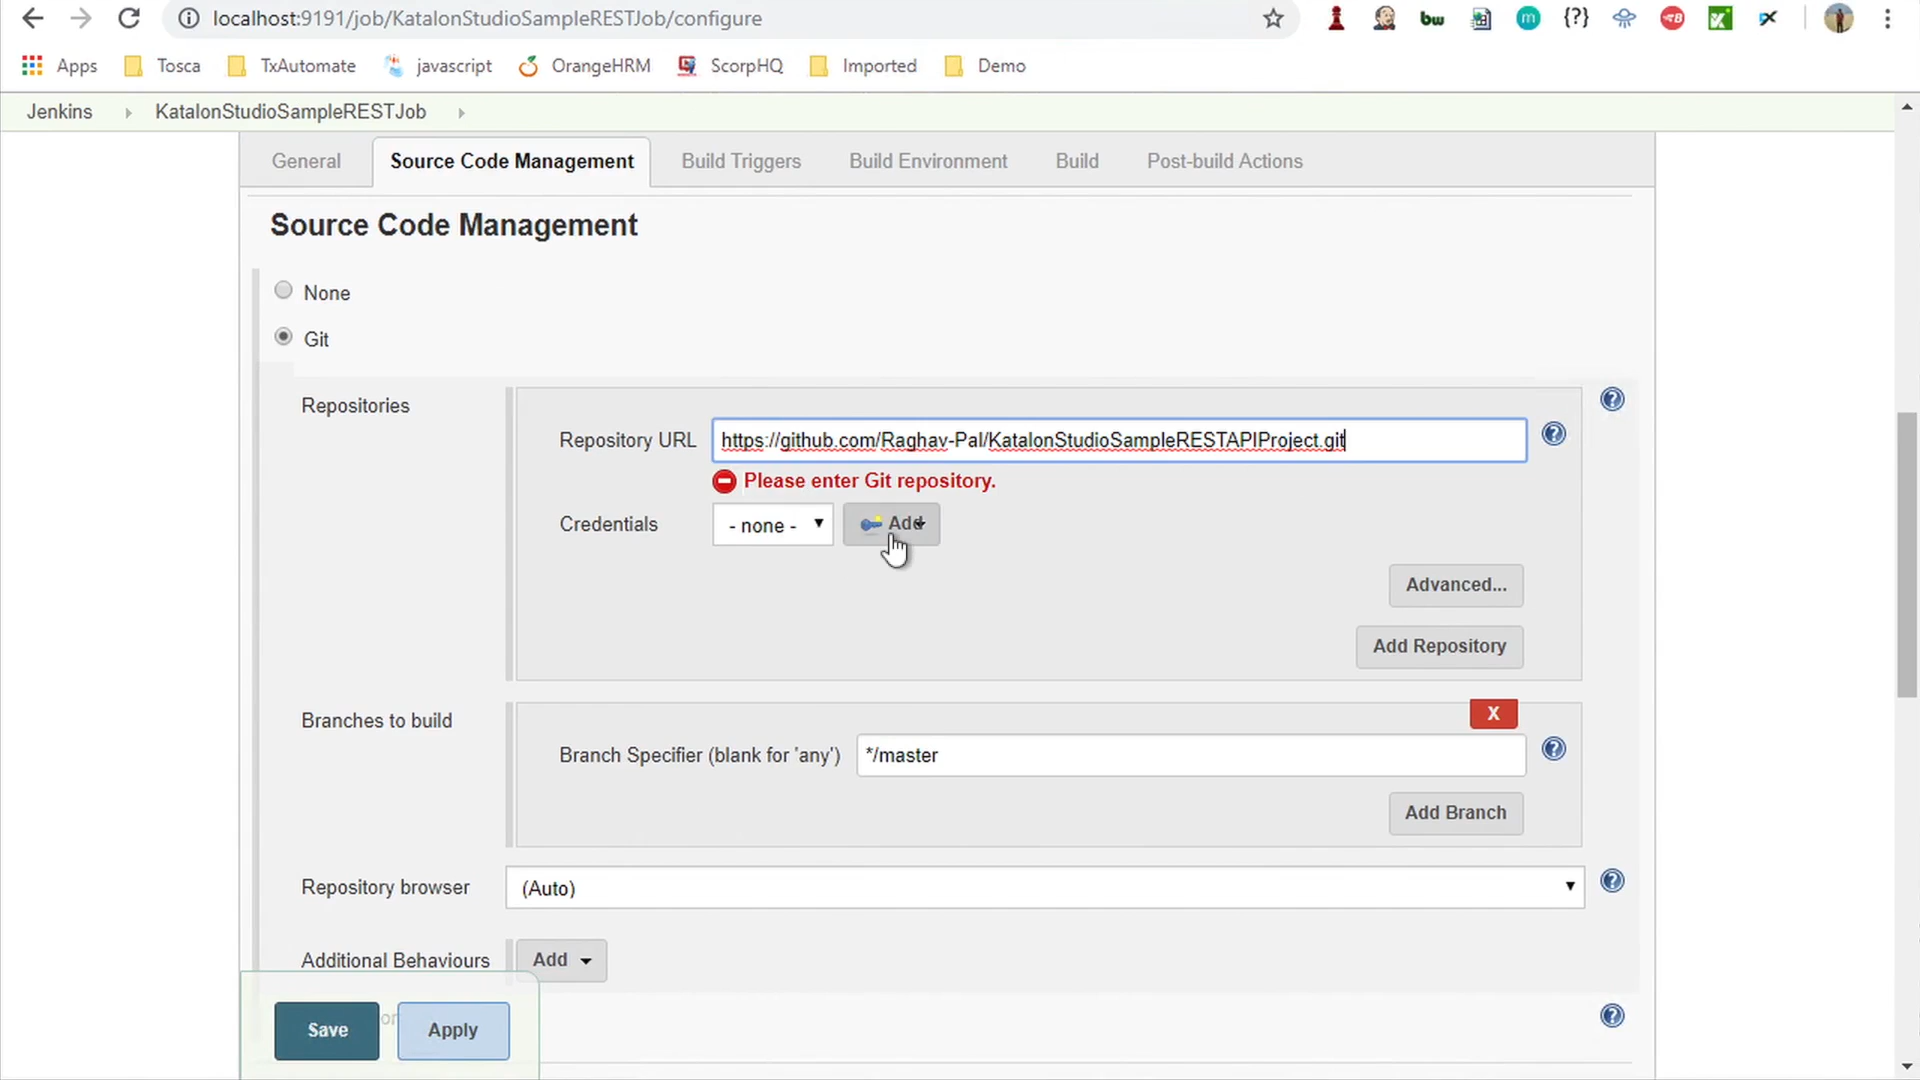 localhost:9191/job/KatalonStudioSampleRESTJob/configure
bw
m
{?}
Apps Tosca TxAutomate javascript OrangeHRM ScorpHQ Imported Demo
Jenkins KatalonStudioSampleRESTJob
General Source Code Management Build Triggers Build Environment Build Post-build Actions
Source Code Management
None
Git
Repositories
Repository URL https://github.com/Raghav-Pal/KatalonStudioSampleRESTAPIProject.git
Please enter Git repository.
Credentials - none - Add
Advanced...
Add Repository
Branches to build
X
Branch Specifier (blank for 'any') */master
Add Branch
Repository browser (Auto)
Additional Behaviours Add
Save Apply